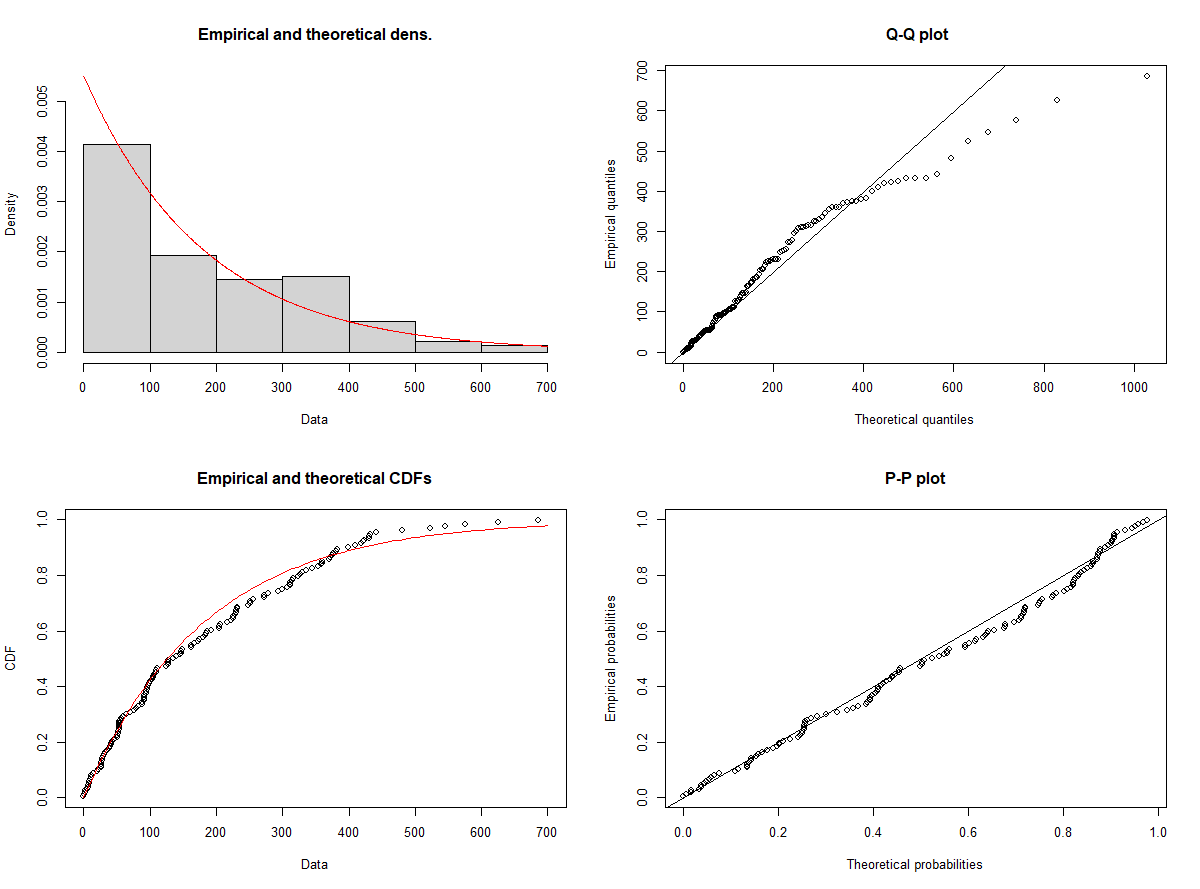 Empirical and theoretical dens.
Density
0.000 0.001 0.002 0.003 0.004 0.005
0 100 200 300 400 500 600 700
Data
Q-Q plot
Empirical quantiles
0 100 200 300 400 500 600 700
0 200 400 600 800 1000
Theoretical quantiles
Empirical and theoretical CDFs
CDF
0.0 0.2 0.4 0.6 0.8 1.0
0 100 200 300 400 500 600 700
Data
P-P plot
Empirical probabilities
0.0 0.2 0.4 0.6 0.8 1.0
0.0 0.2 0.4 0.6 0.8 1.0
Theoretical probabilities